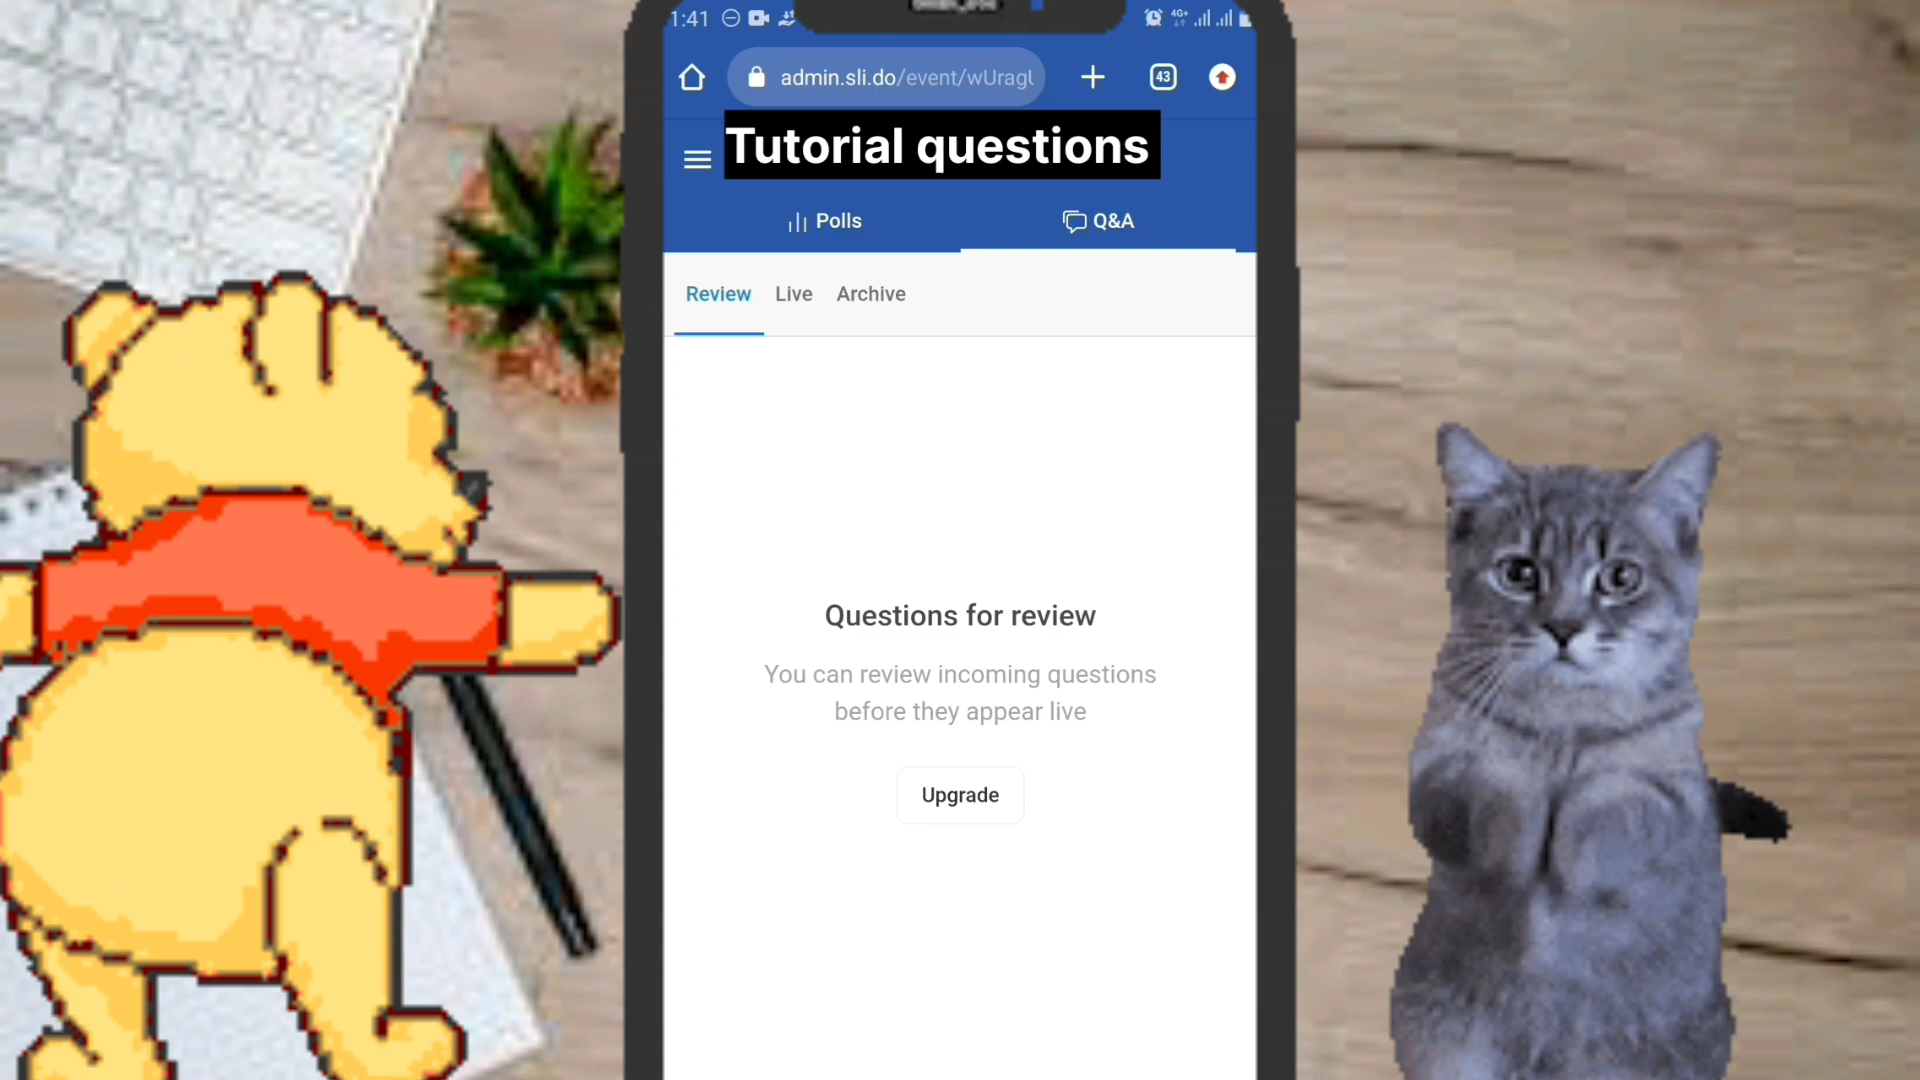 1:41
4G+
admin.sli.do/event/wUragl
43
Tutorial questions
Polls
Q&A
Review Live Archive
Questions for review
You can review incoming questions
before they appear live
Upgrade